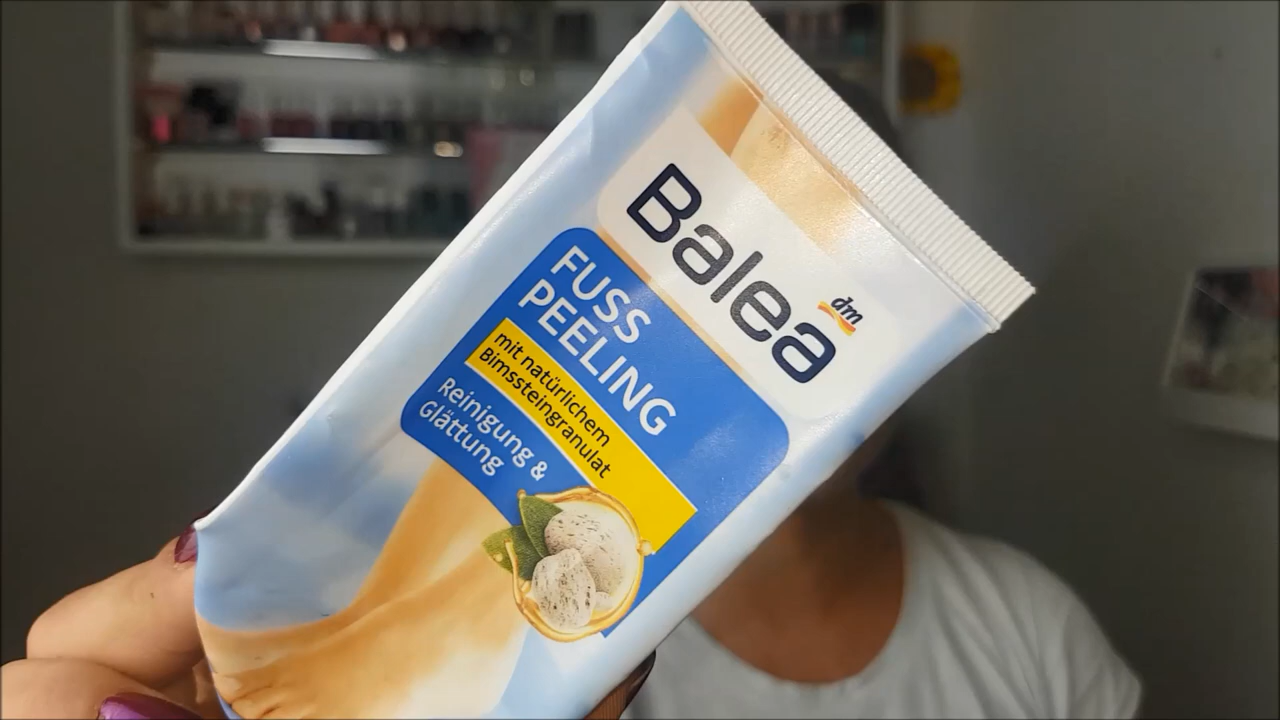 Balea
dm
FUSS
PEELING
mit natürlichem
Bimssteingranulat
Reinigung &
Glättung